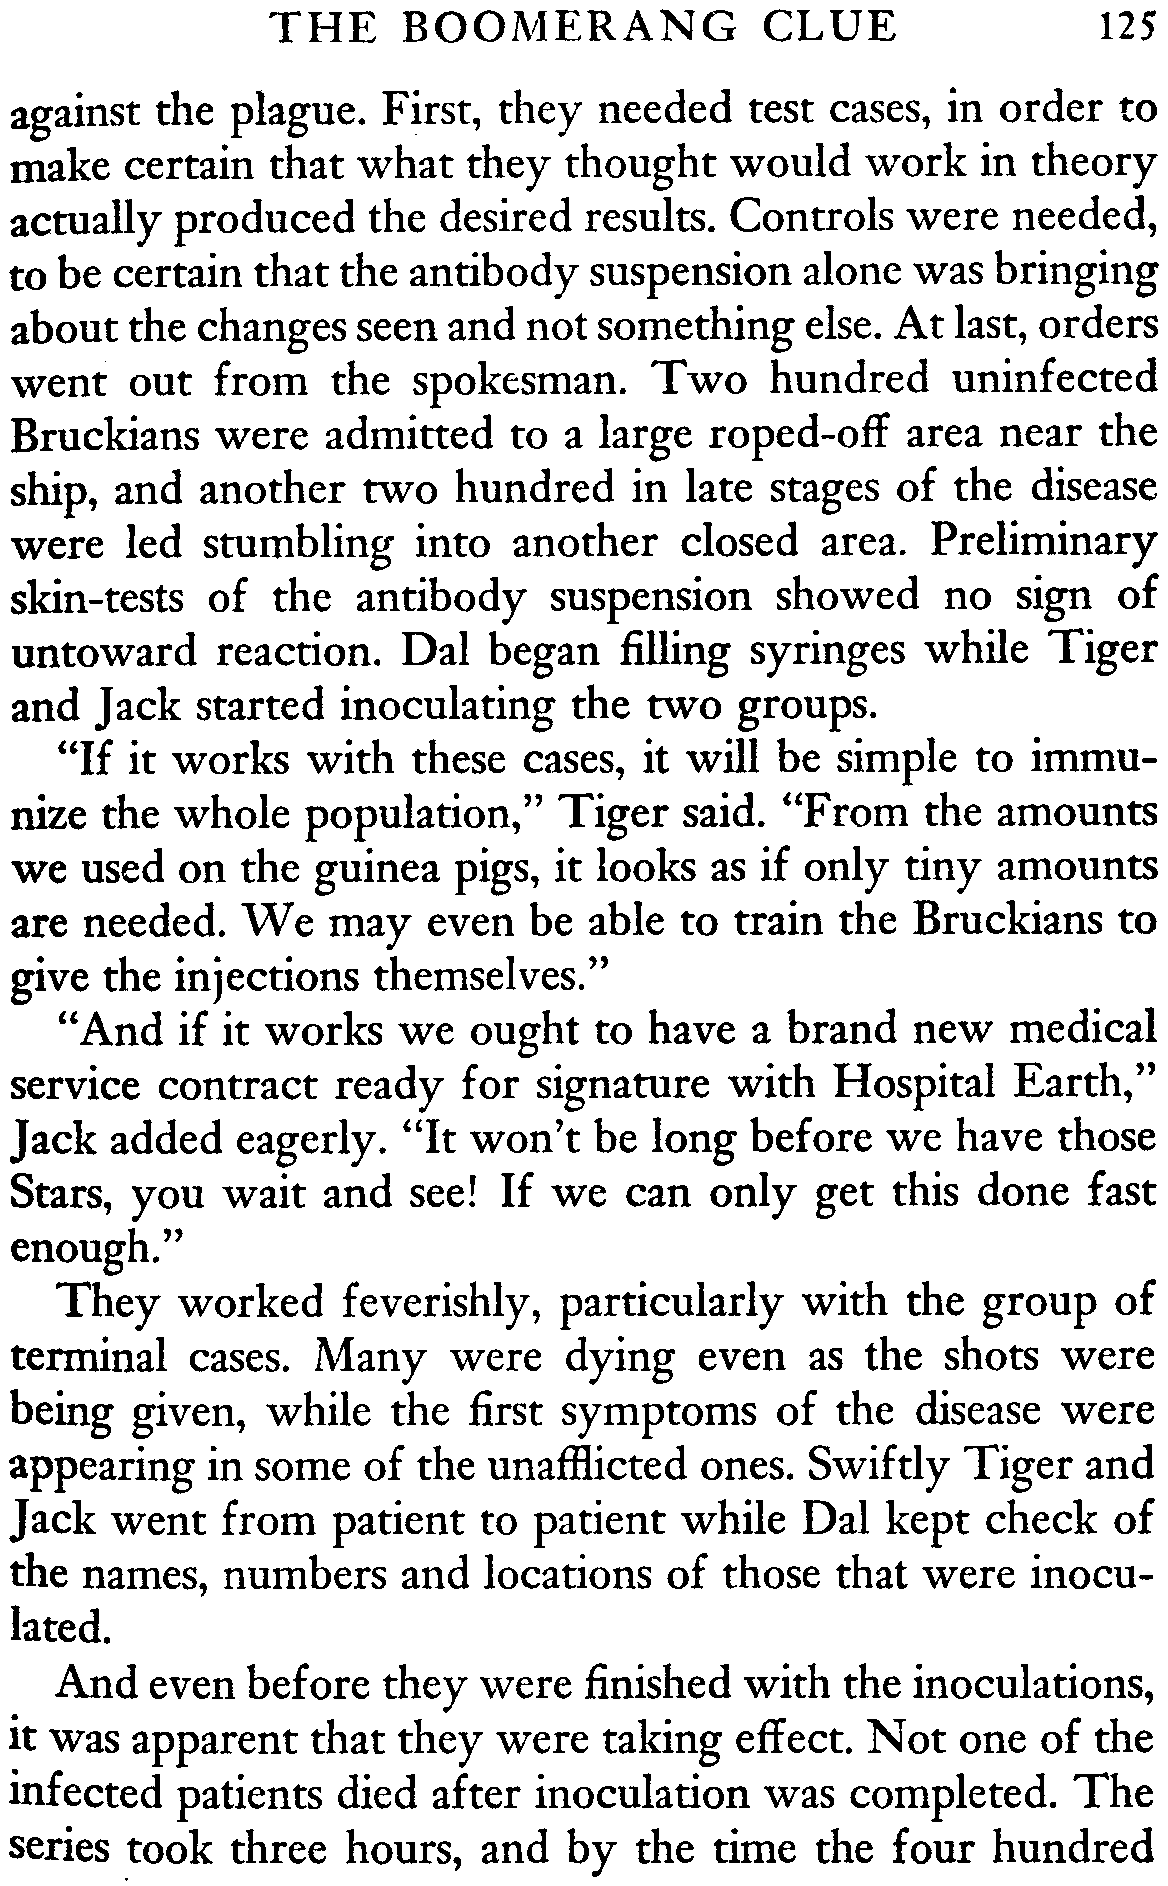 THE BOOMERANG CLUE 125
against the plague. First, they needed test cases, in order to
make certain that what they thought would work in theory
actually produced the desired results. Controls were needed,
to be certain that the antibody suspension alone was bringing
about the changes seen and not something else. At last, orders
went out from the spokesman. Two hundred uninfected
Bruckians were admitted to a large roped-off area near the
ship, and another two hundred in late stages of the disease
were led stumbling into another closed area. Preliminary
skin-tests of the antibody suspension showed no sign of
untoward reaction. Dal began filling syringes while Tiger
and Jack started inoculating the two groups.
“If it works with these cases, it will be simple to immu-
nize the whole population,” Tiger said. “From the amounts
we used on the guinea pigs, it looks as if only tiny amounts
are needed. We may even be able to train the Bruckians to
give the injections themselves.”
“And if it works we ought to have a brand new medical
service contract ready for signature with Hospital Earth,”
Jack added eagerly. “It won’t be long before we have those
Stars, you wait and see! If we can only get this done fast
enough.”
They worked feverishly, particularly with the group of
terminal cases. Many were dying even as the shots were
being given, while the first symptoms of the disease were
appearing in some of the unafflicted ones. Swiftly Tiger and
Jack went from patient to patient while Dal kept check of
the names, numbers and locations of those that were inocu-
lated.
And even before they were finished with the inoculations,
it was apparent that they were taking effect. Not one of the
infected patients died after inoculation was completed. The
series took three hours, and by the time the four hundred